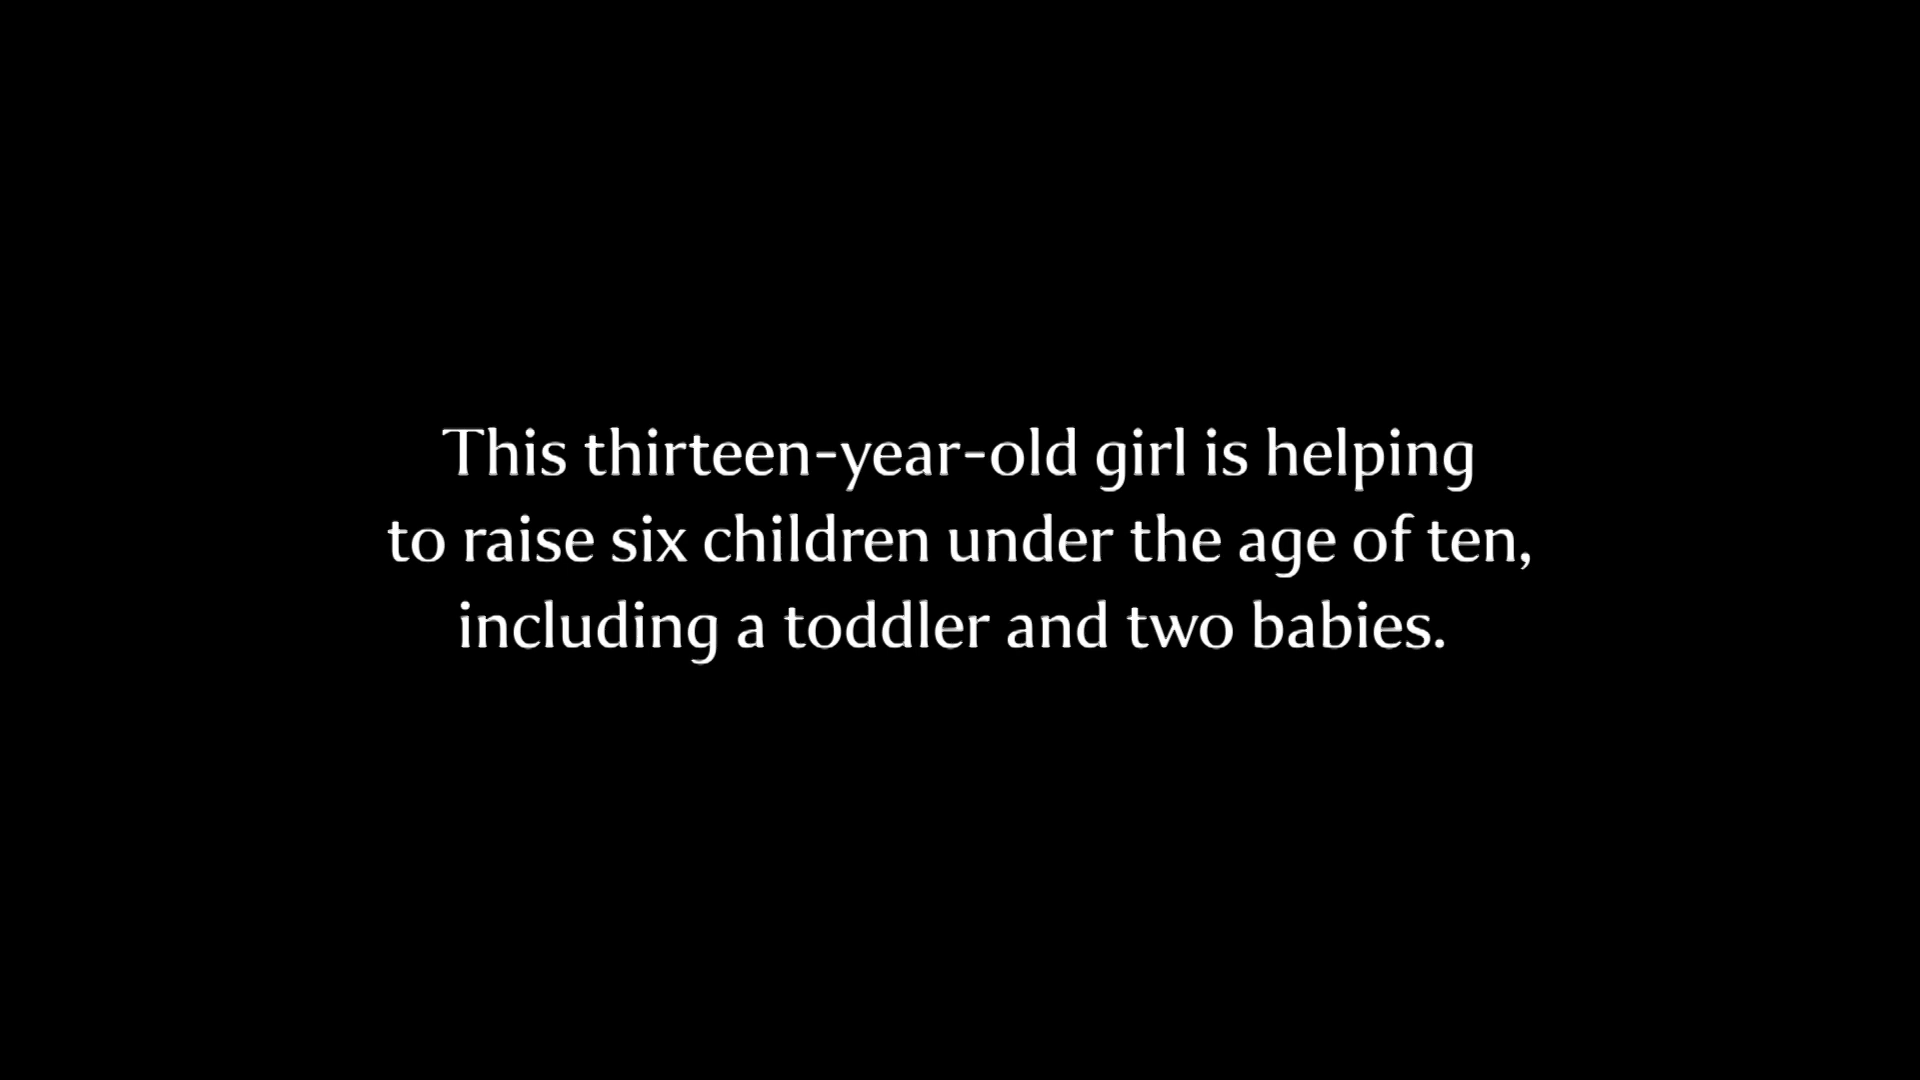 This thirteen-year-old girl is helping
to raise six children under the age of ten,
including a toddler and two babies.